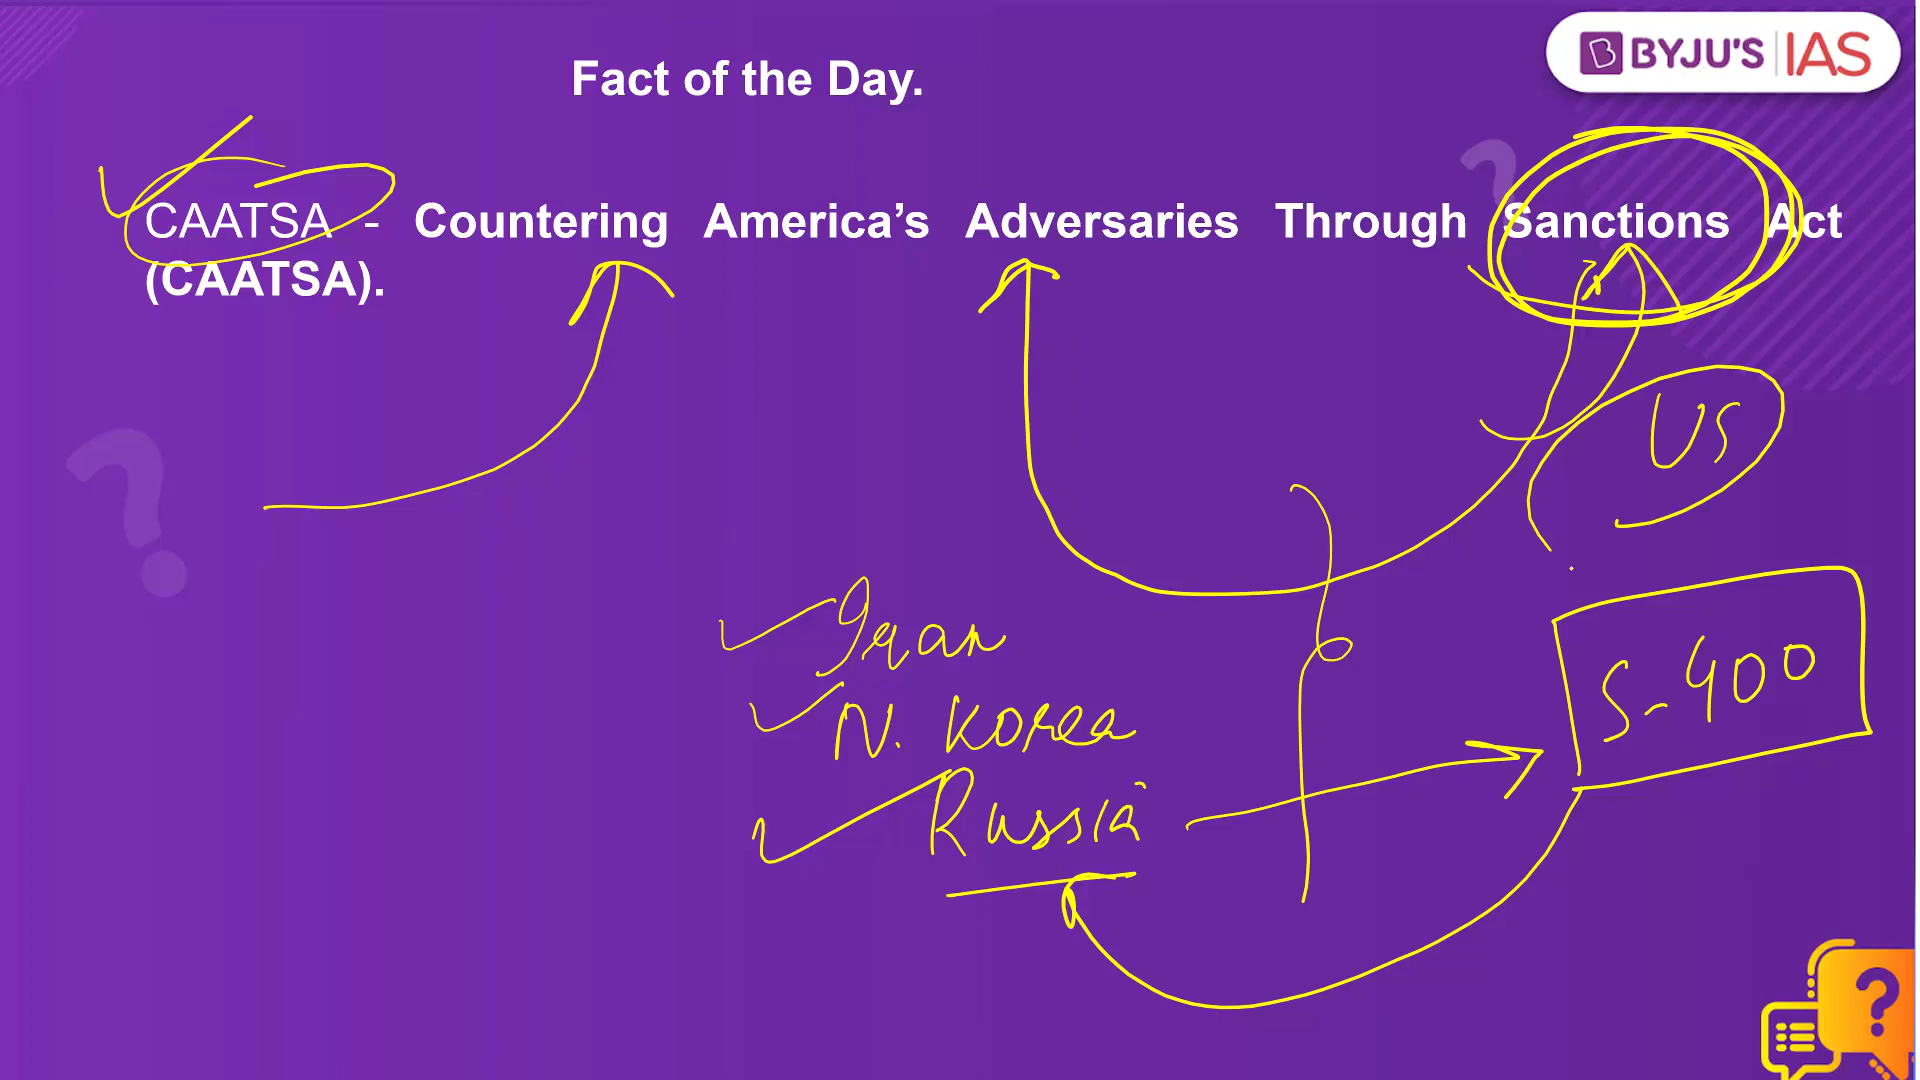 BYJU'S IAS
Fact of the Day.
CAATSA - Countering America's Adversaries Through Sanctions Act
(CAATSA).
US
Iran
N. Korea
S-400
Russia